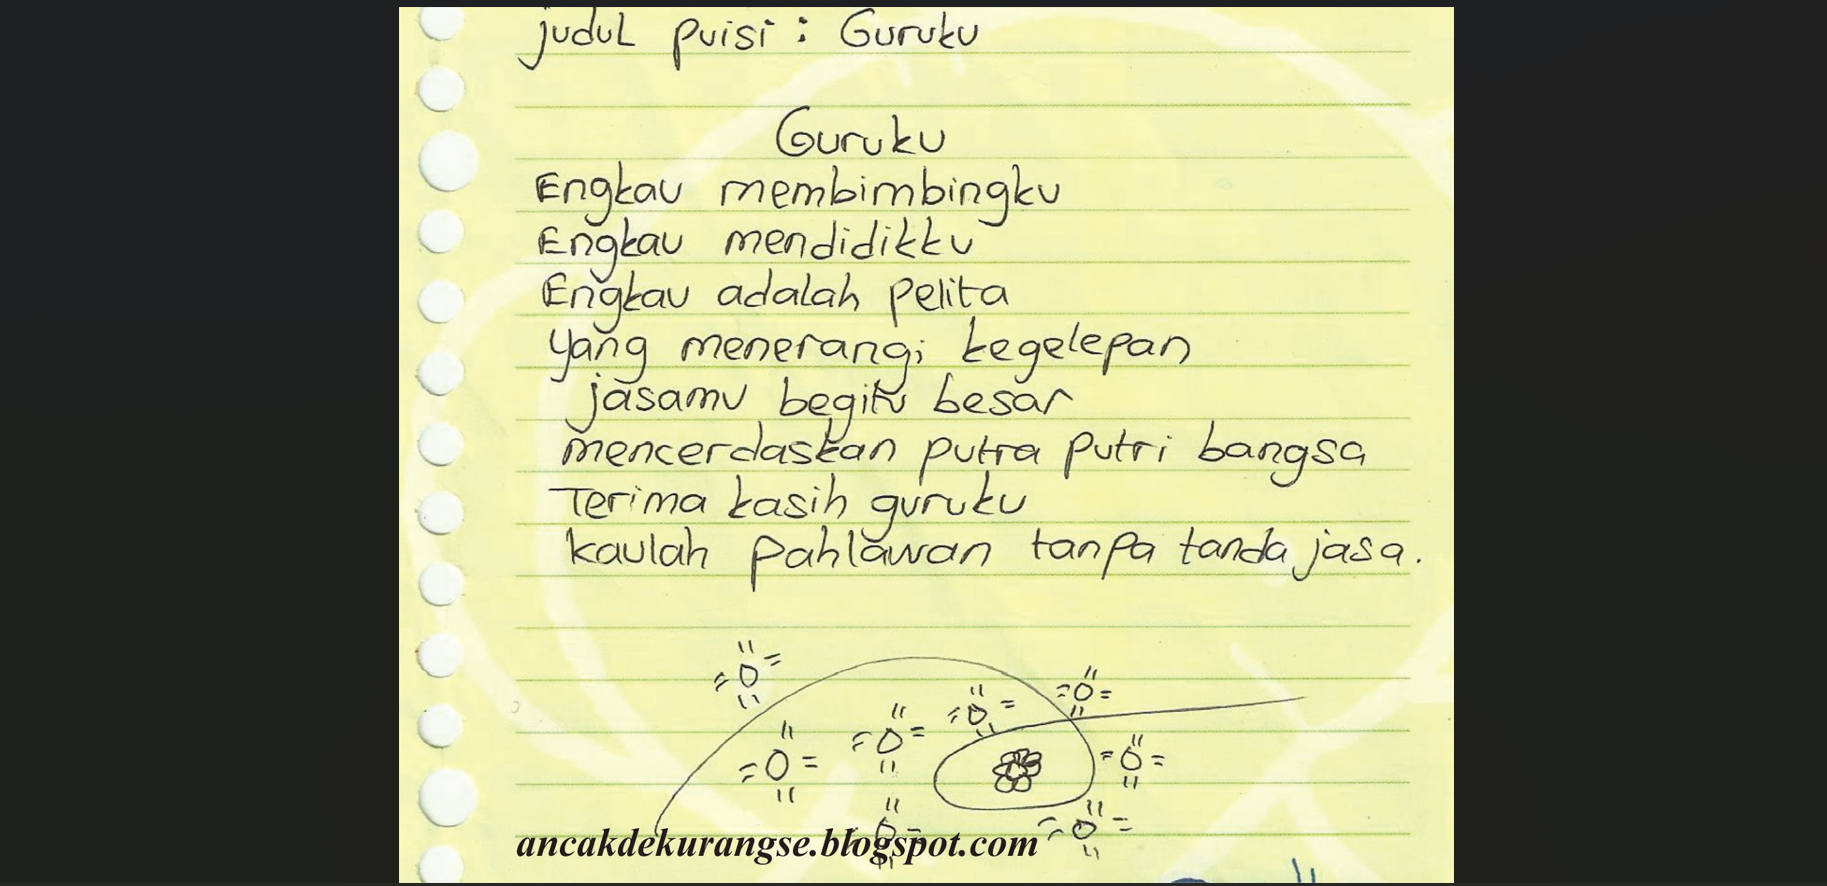 judul puisi : Guruku
Guruku
Engkau membimbingku
Engkau mendidikku
Engkau adalah pelita
yang menerangi kegelepan
jasamu begitu besar
mencerdaskan putra putri bangsa
Terima kasih guruku
kaulah pahlawan tanpa tanda jasa.
ancakdekurangse.blogspot.com